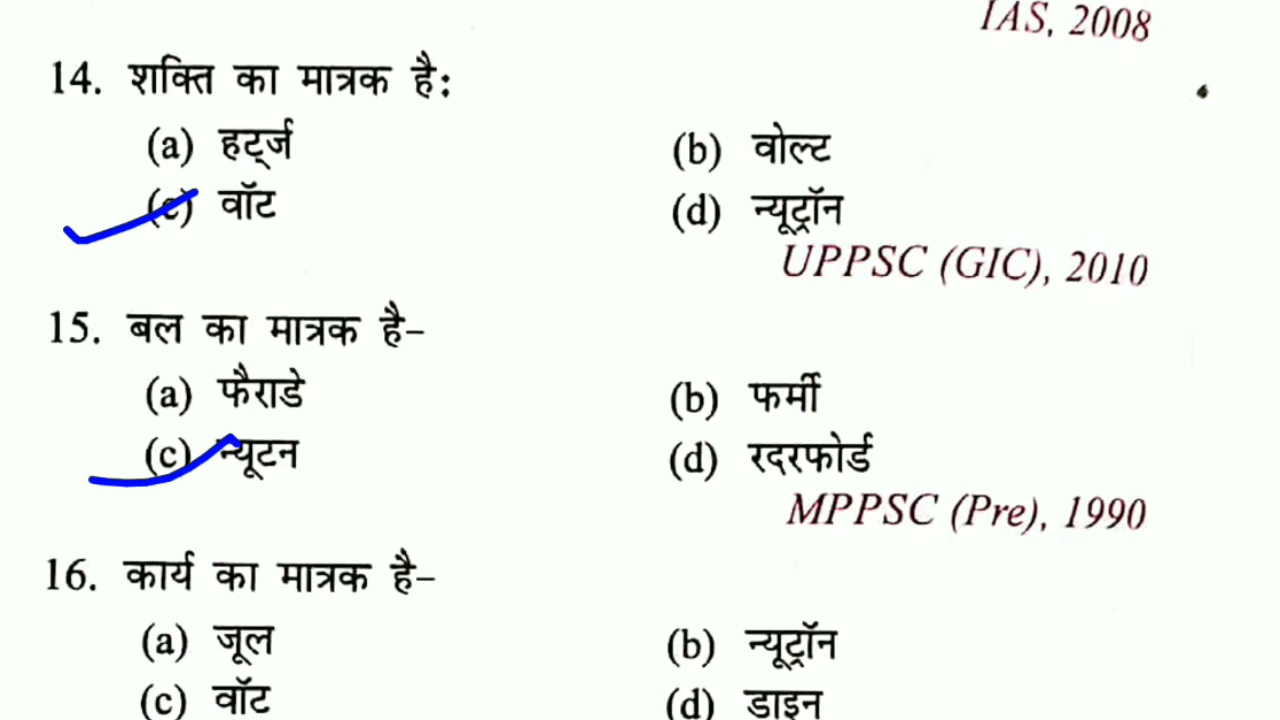 IAS, 2008
14. शक्ति का मात्रक है:
(a) हर्ट्ज (b) वोल्ट
(c) वॉट (d) न्यूट्रॉन
UPPSC (GIC), 2010
15. बल का मात्रक है–
(a) फैराडे (b) फर्मी
(c) न्यूटन (d) रदरफोर्ड
MPPSC (Pre), 1990
16. कार्य का मात्रक है–
(a) जूल (b) न्यूट्रॉन
(c) वॉट (d) डाइन